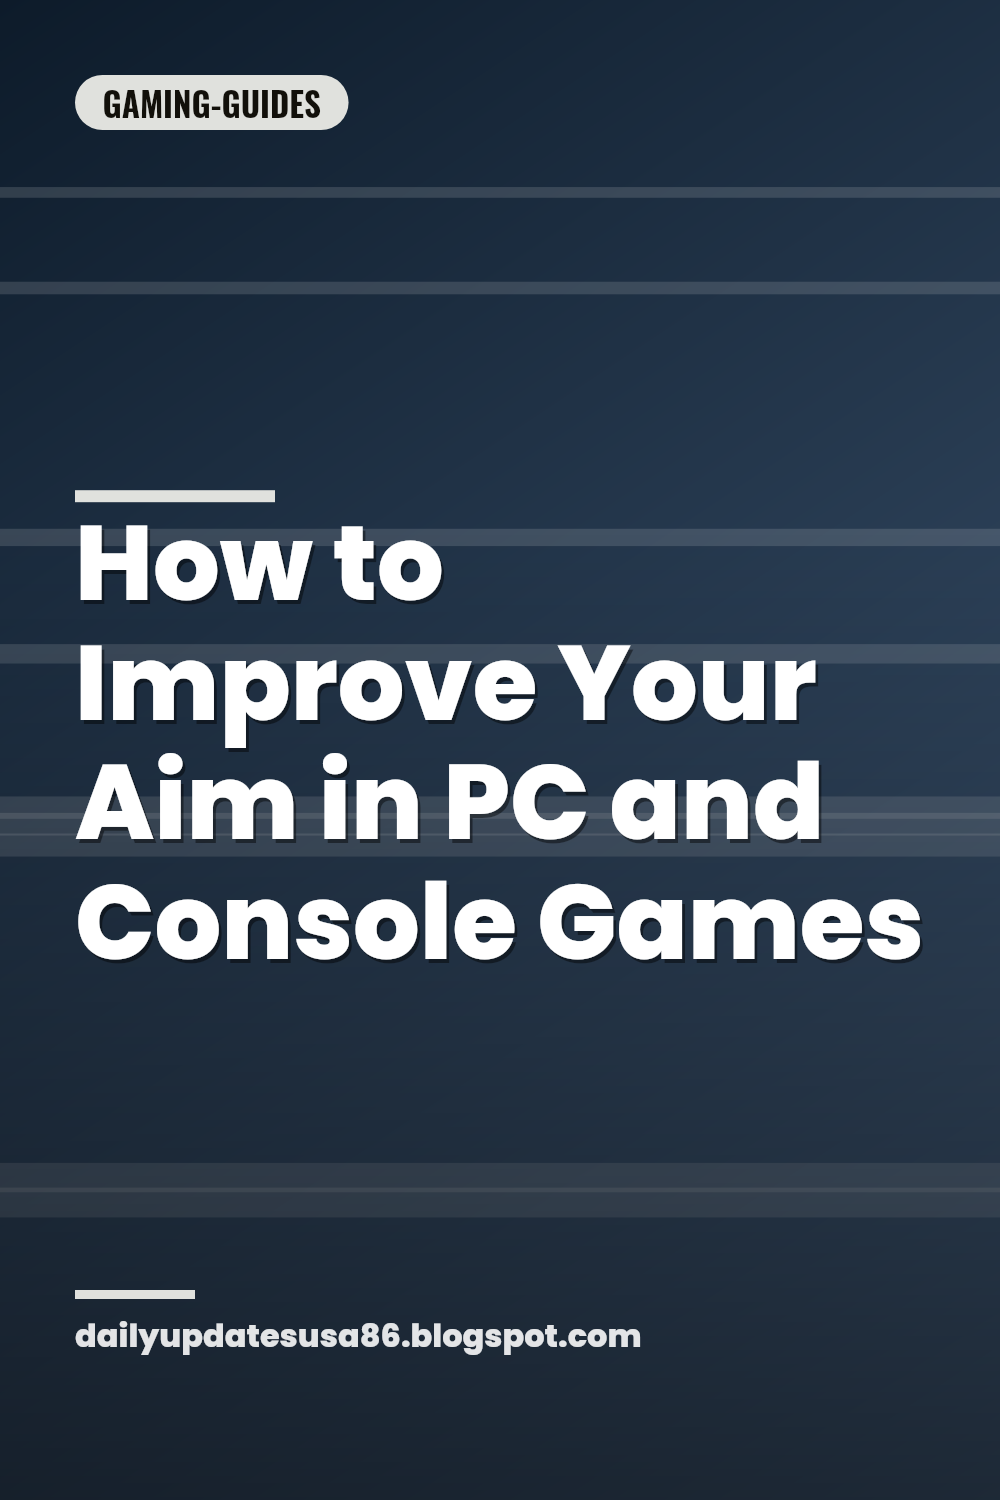 GAMING-GUIDES
How to
Improve Your
Aim in PC and
Console Games
dailyupdatesusa86.blogspot.com